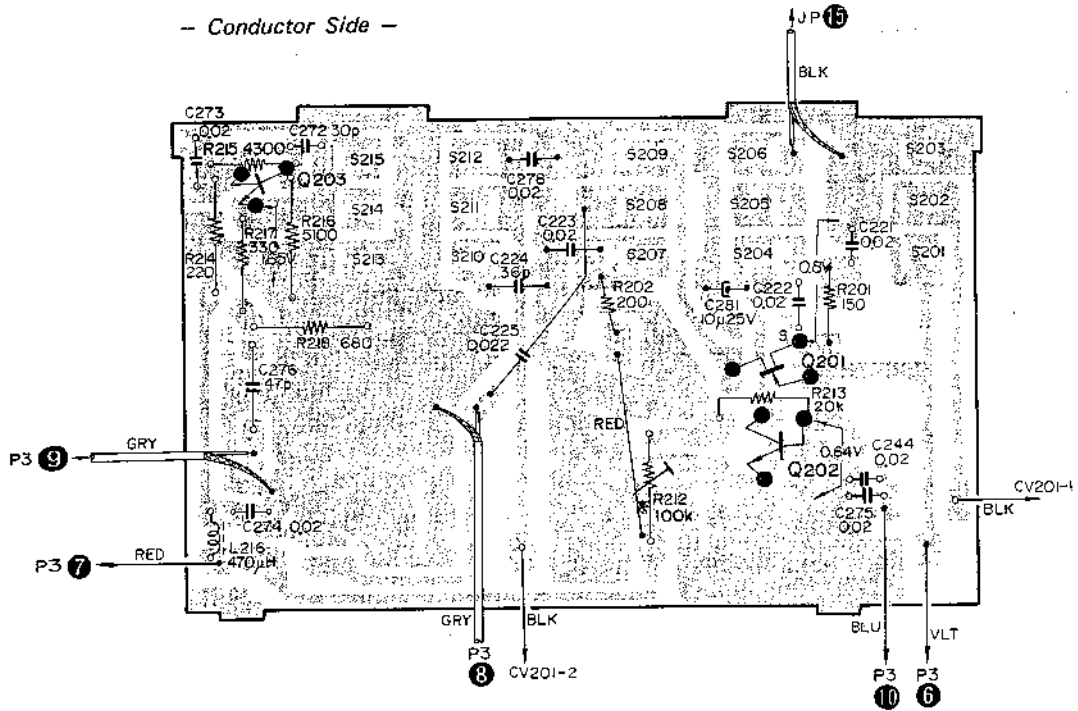 -- Conductor Side --
JP 15
BLK
C273
0.02
C272 30p
R215 4300
Q203
S215
S212
C278
0.02
S209
S206
S203
S214
S211
S208
S205
S202
R216
5100
R217
330
1.65V
R214
220
S213
S210
C223
0.02
C224
36p
S207
S204
C221
0.02
S201
0.8V
R202
200
C281
10µ25V
C222
0.02
R201
150
R218 680
C225
0.022
S
Q201
C276
47p
R213
20k
RED
GRY
P3 9
0.64V
Q202
C244
0.02
R212
100k
C275
0.02
CV201-4
BLK
C274 0.02
L216
470µH
RED
P3 7
GRY
BLK
BLU
VLT
P3
8
CV201-2
P3
10
P3
6